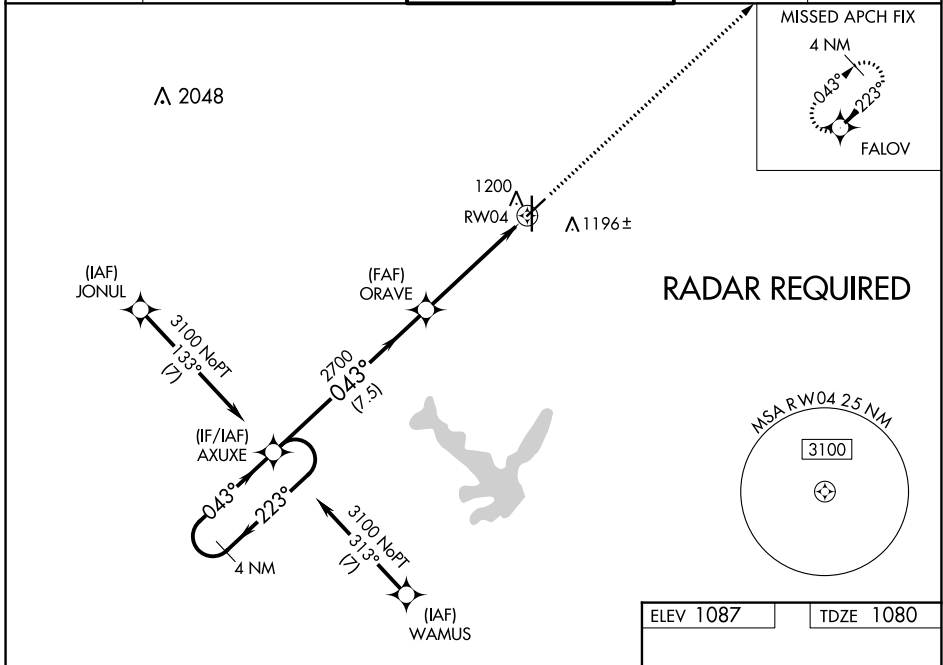 MISSED APCH FIX
4 NM
043°
223°
FALOV
2048
1200
RW04
1196±
(IAF)
JONUL
(FAF)
ORAVE
RADAR REQUIRED
3100 NoPT
133°
(7)
2700
043°
(7.5)
(IF/IAF)
AXUXE
043°
223°
4 NM
3100 NoPT
313°
(7)
(IAF)
WAMUS
MSA RW04 25 NM
3100
ELEV 1087
TDZE 1080